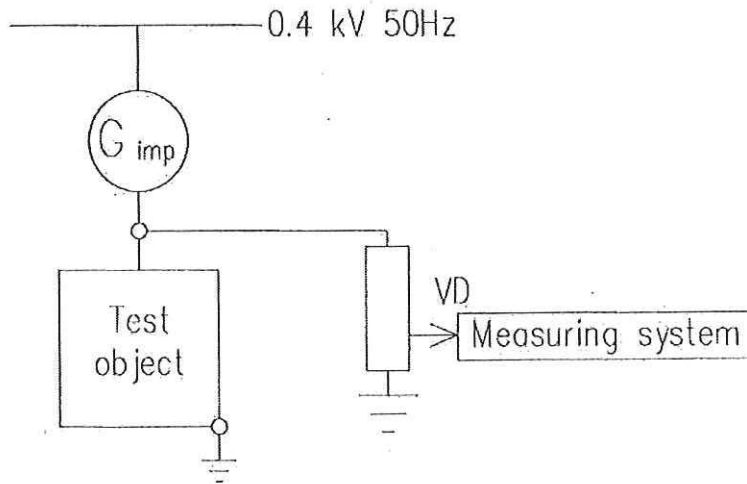 0.4 kV 50Hz
G imp
Test
object
VD
Measuring system